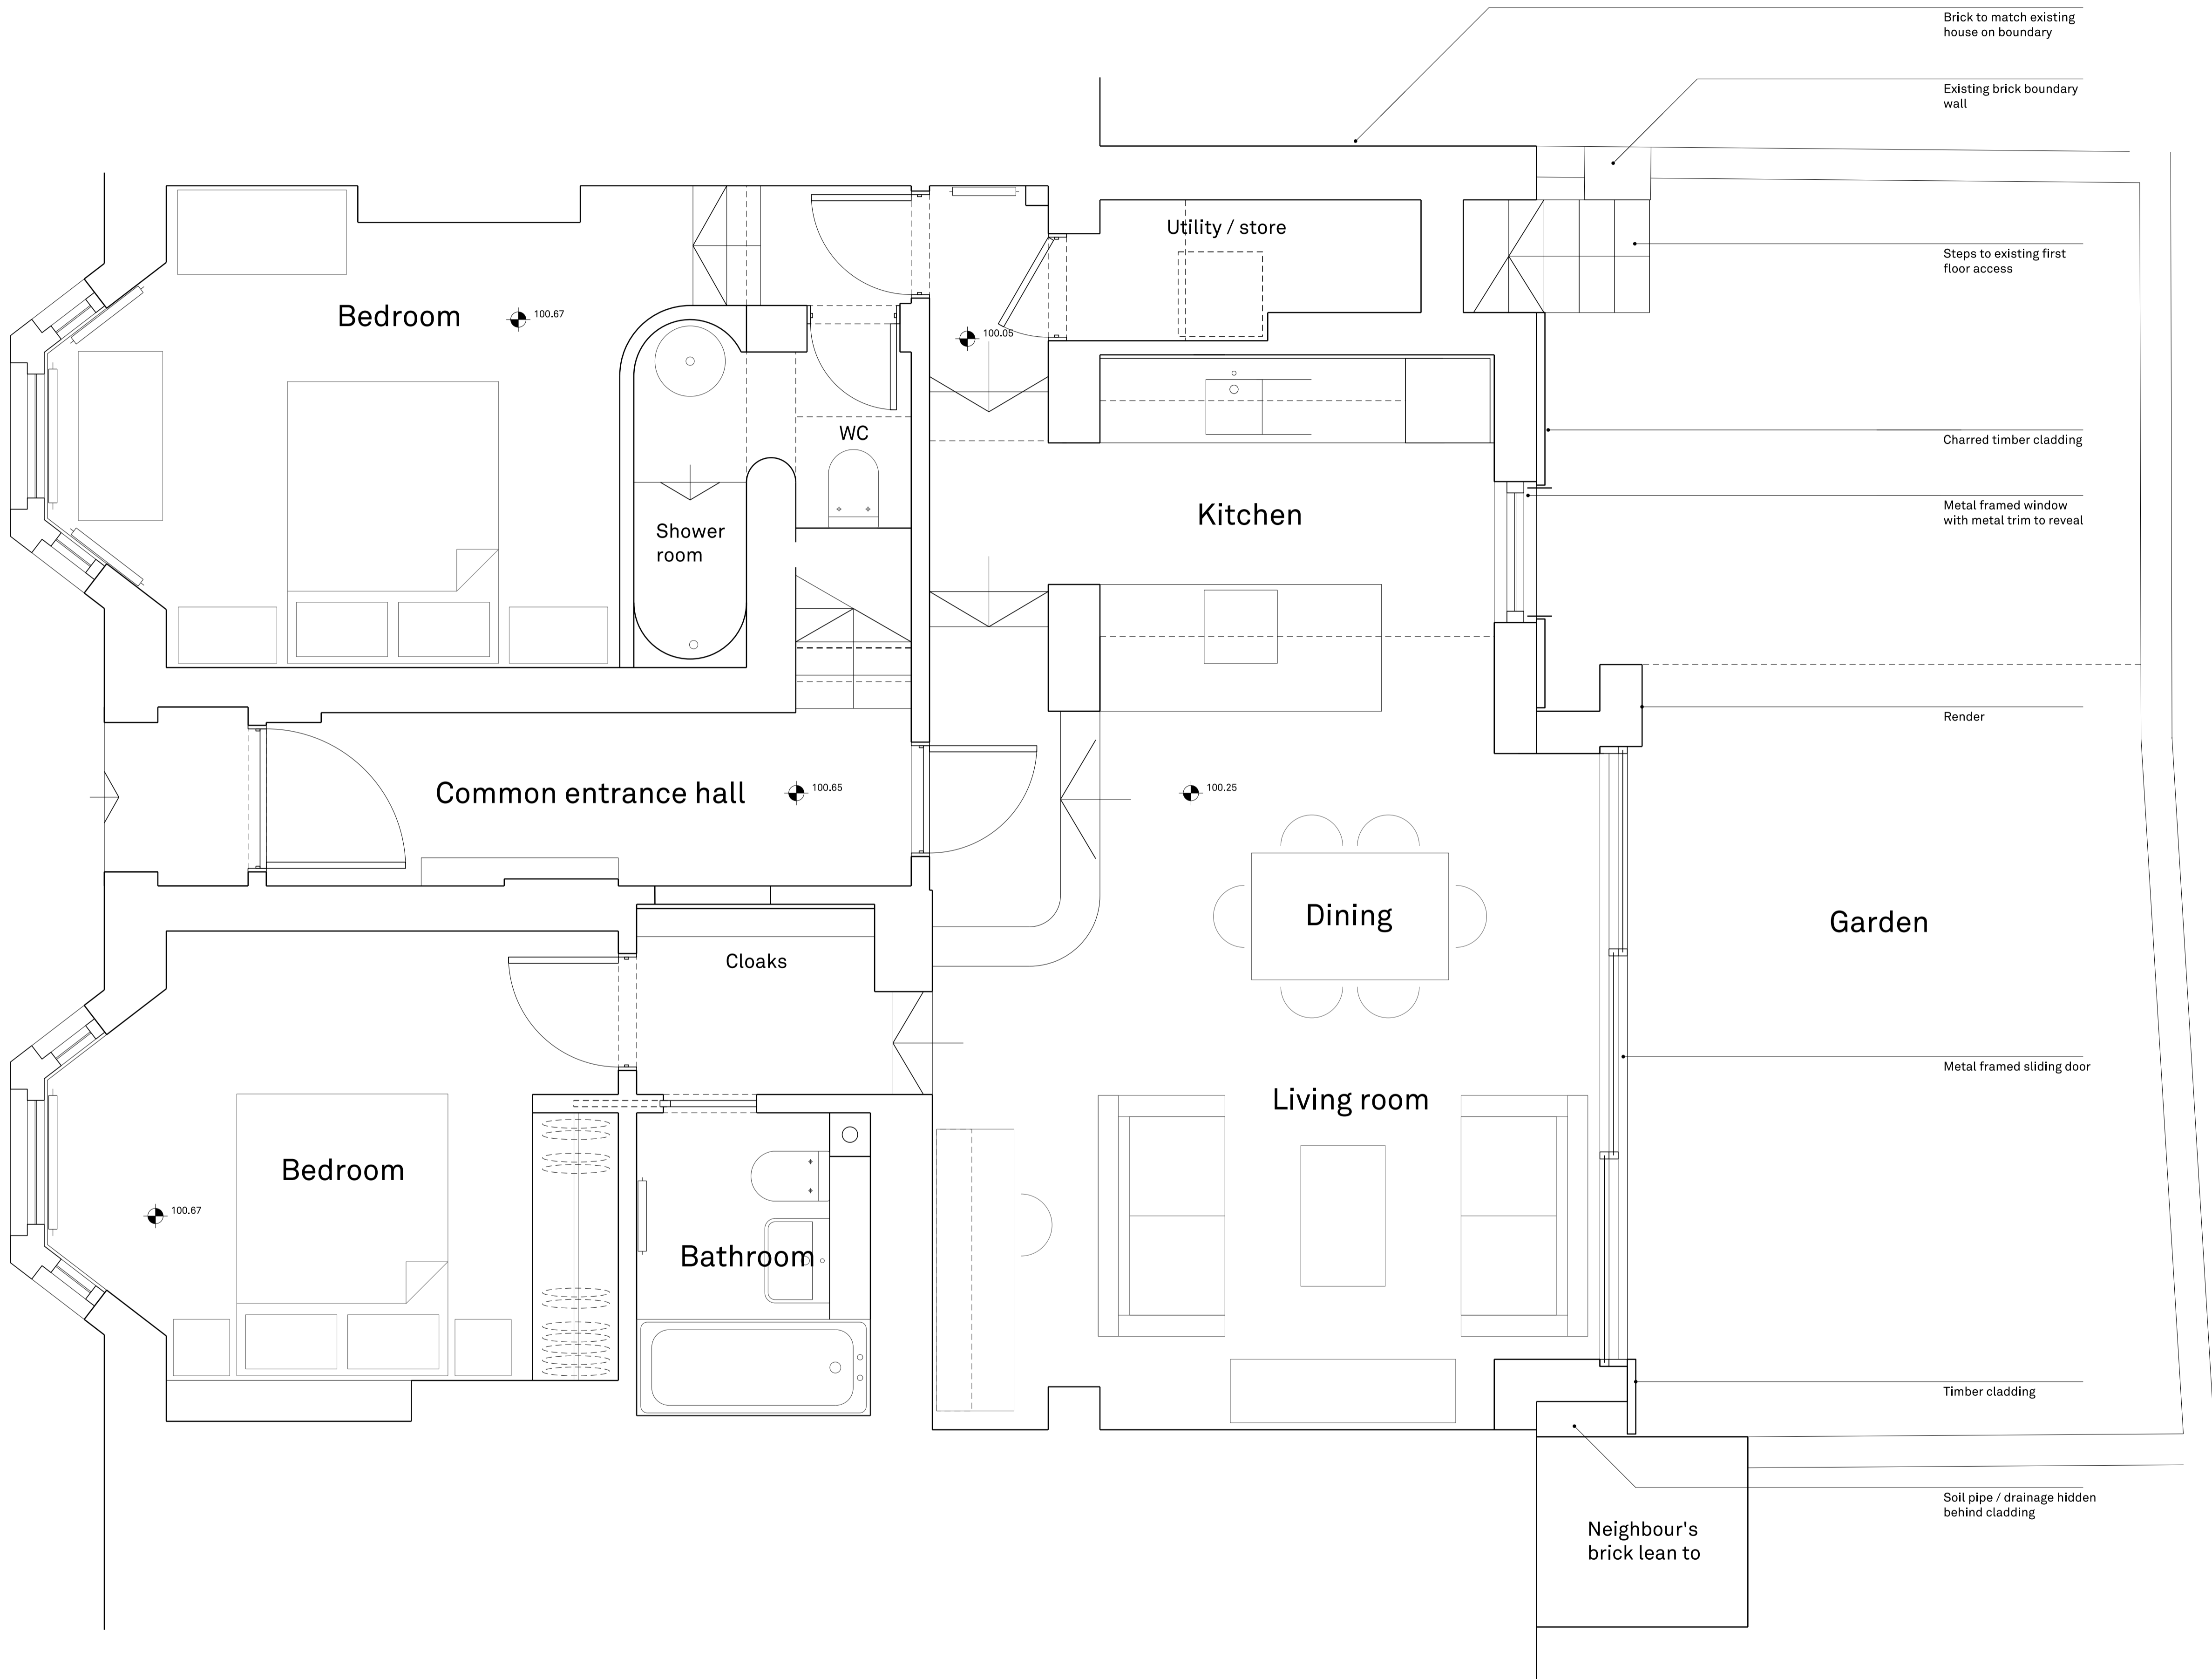 Brick to match existing
house on boundary
Existing brick boundary
wall
Utility / store
Steps to existing first
floor access
Bedroom
100.67
100.05
WC
Charred timber cladding
Shower
room
Kitchen
Metal framed window
with metal trim to reveal
Render
Common entrance hall
100.65
100.25
Dining
Garden
Cloaks
Living room
Metal framed sliding door
Bedroom
100.67
Bathroom
Timber cladding
Soil pipe / drainage hidden
behind cladding
Neighbour's
brick lean to